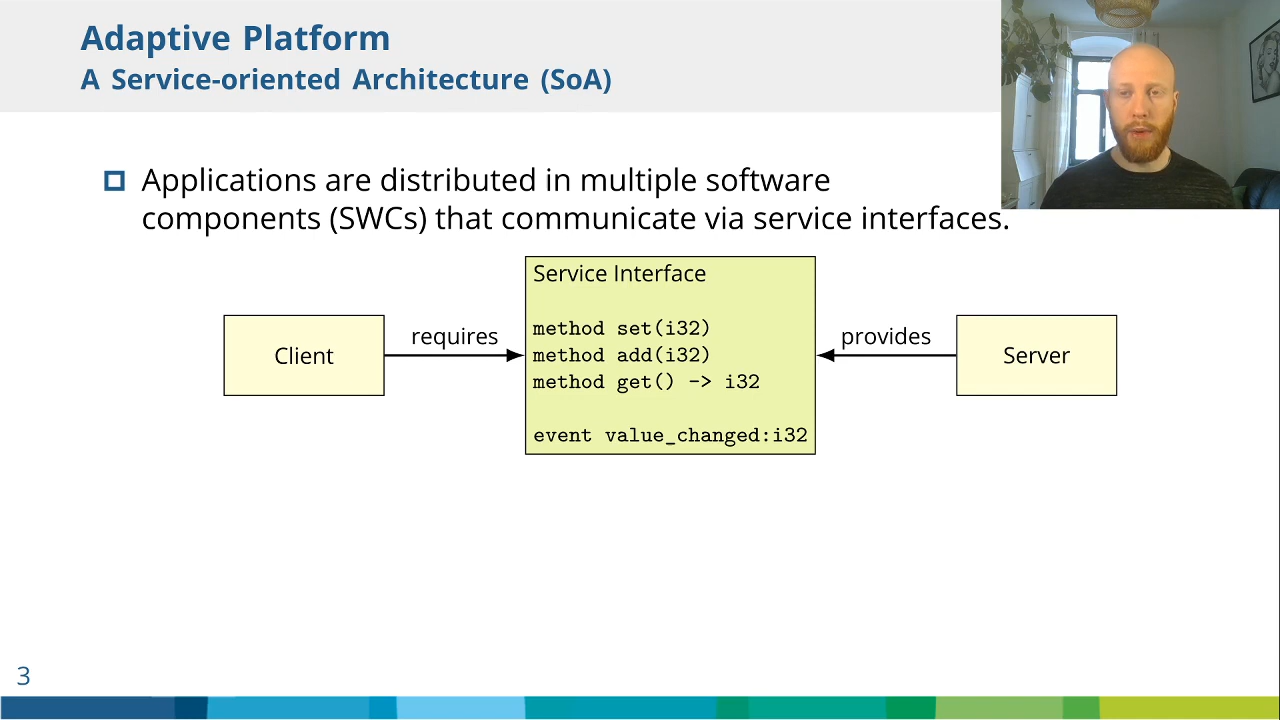 Adaptive Platform
A Service-oriented Architecture (SoA)
Applications are distributed in multiple software
components (SWCs) that communicate via service interfaces.
Service Interface
method set(i32)
method add(i32)
method get() -> i32
event value_changed:i32
Client
requires
provides
Server
3